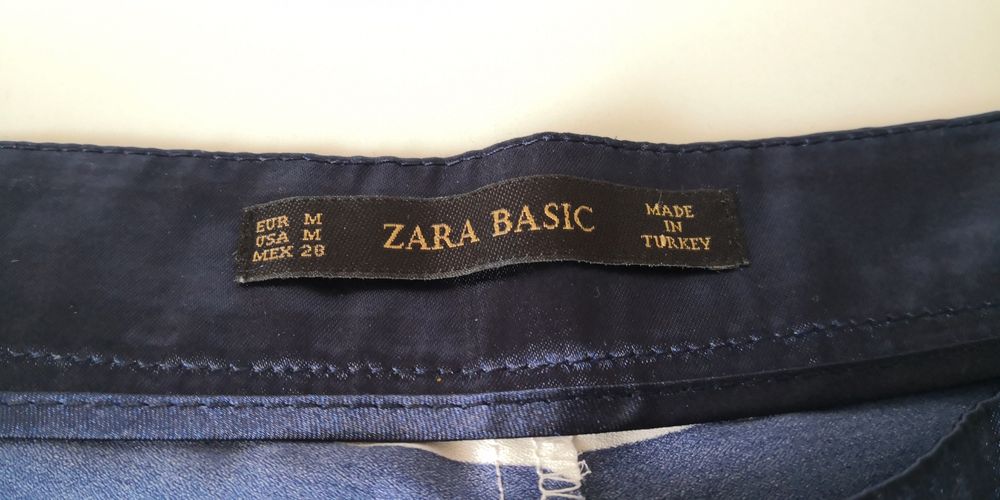 EUR M
USA M
MEX 28
ZARA BASIC
MADE
IN
TURKEY